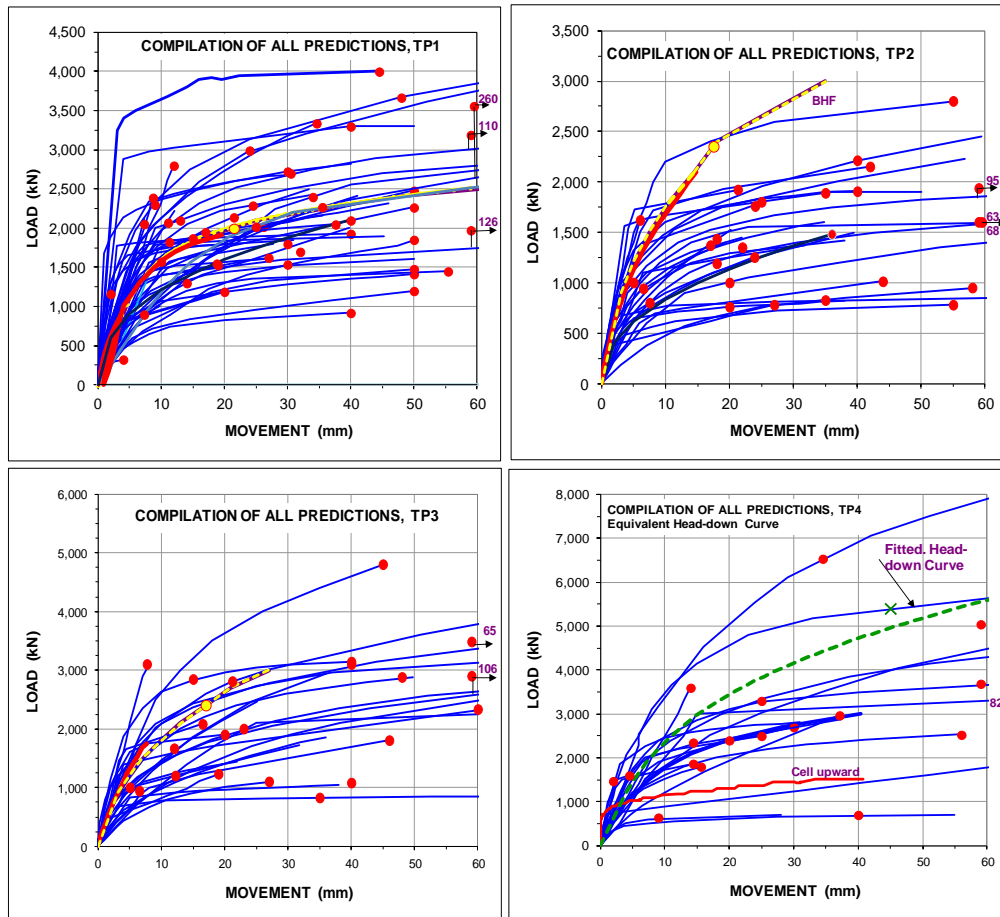 COMPILATION OF ALL PREDICTIONS, TP1
4,500
4,000
3,500
3,000
2,500
2,000
1,500
1,000
500
0
LOAD (kN)
260
110
126
0 10 20 30 40 50 60
MOVEMENT (mm)
COMPILATION OF ALL PREDICTIONS, TP2
3,500
3,000
2,500
2,000
1,500
1,000
500
0
LOAD (kN)
BHF
95
63
68
0 10 20 30 40 50 60
MOVEMENT (mm)
COMPILATION OF ALL PREDICTIONS, TP3
6,000
5,000
4,000
3,000
2,000
1,000
0
LOAD (kN)
65
106
0 10 20 30 40 50 60
MOVEMENT (mm)
COMPILATION OF ALL PREDICTIONS, TP4
Equivalent Head-down Curve
8,000
7,000
6,000
5,000
4,000
3,000
2,000
1,000
0
LOAD (kN)
Fitted. Head-
down Curve
82
Cell upward
0 10 20 30 40 50 60
MOVEMENT (mm)